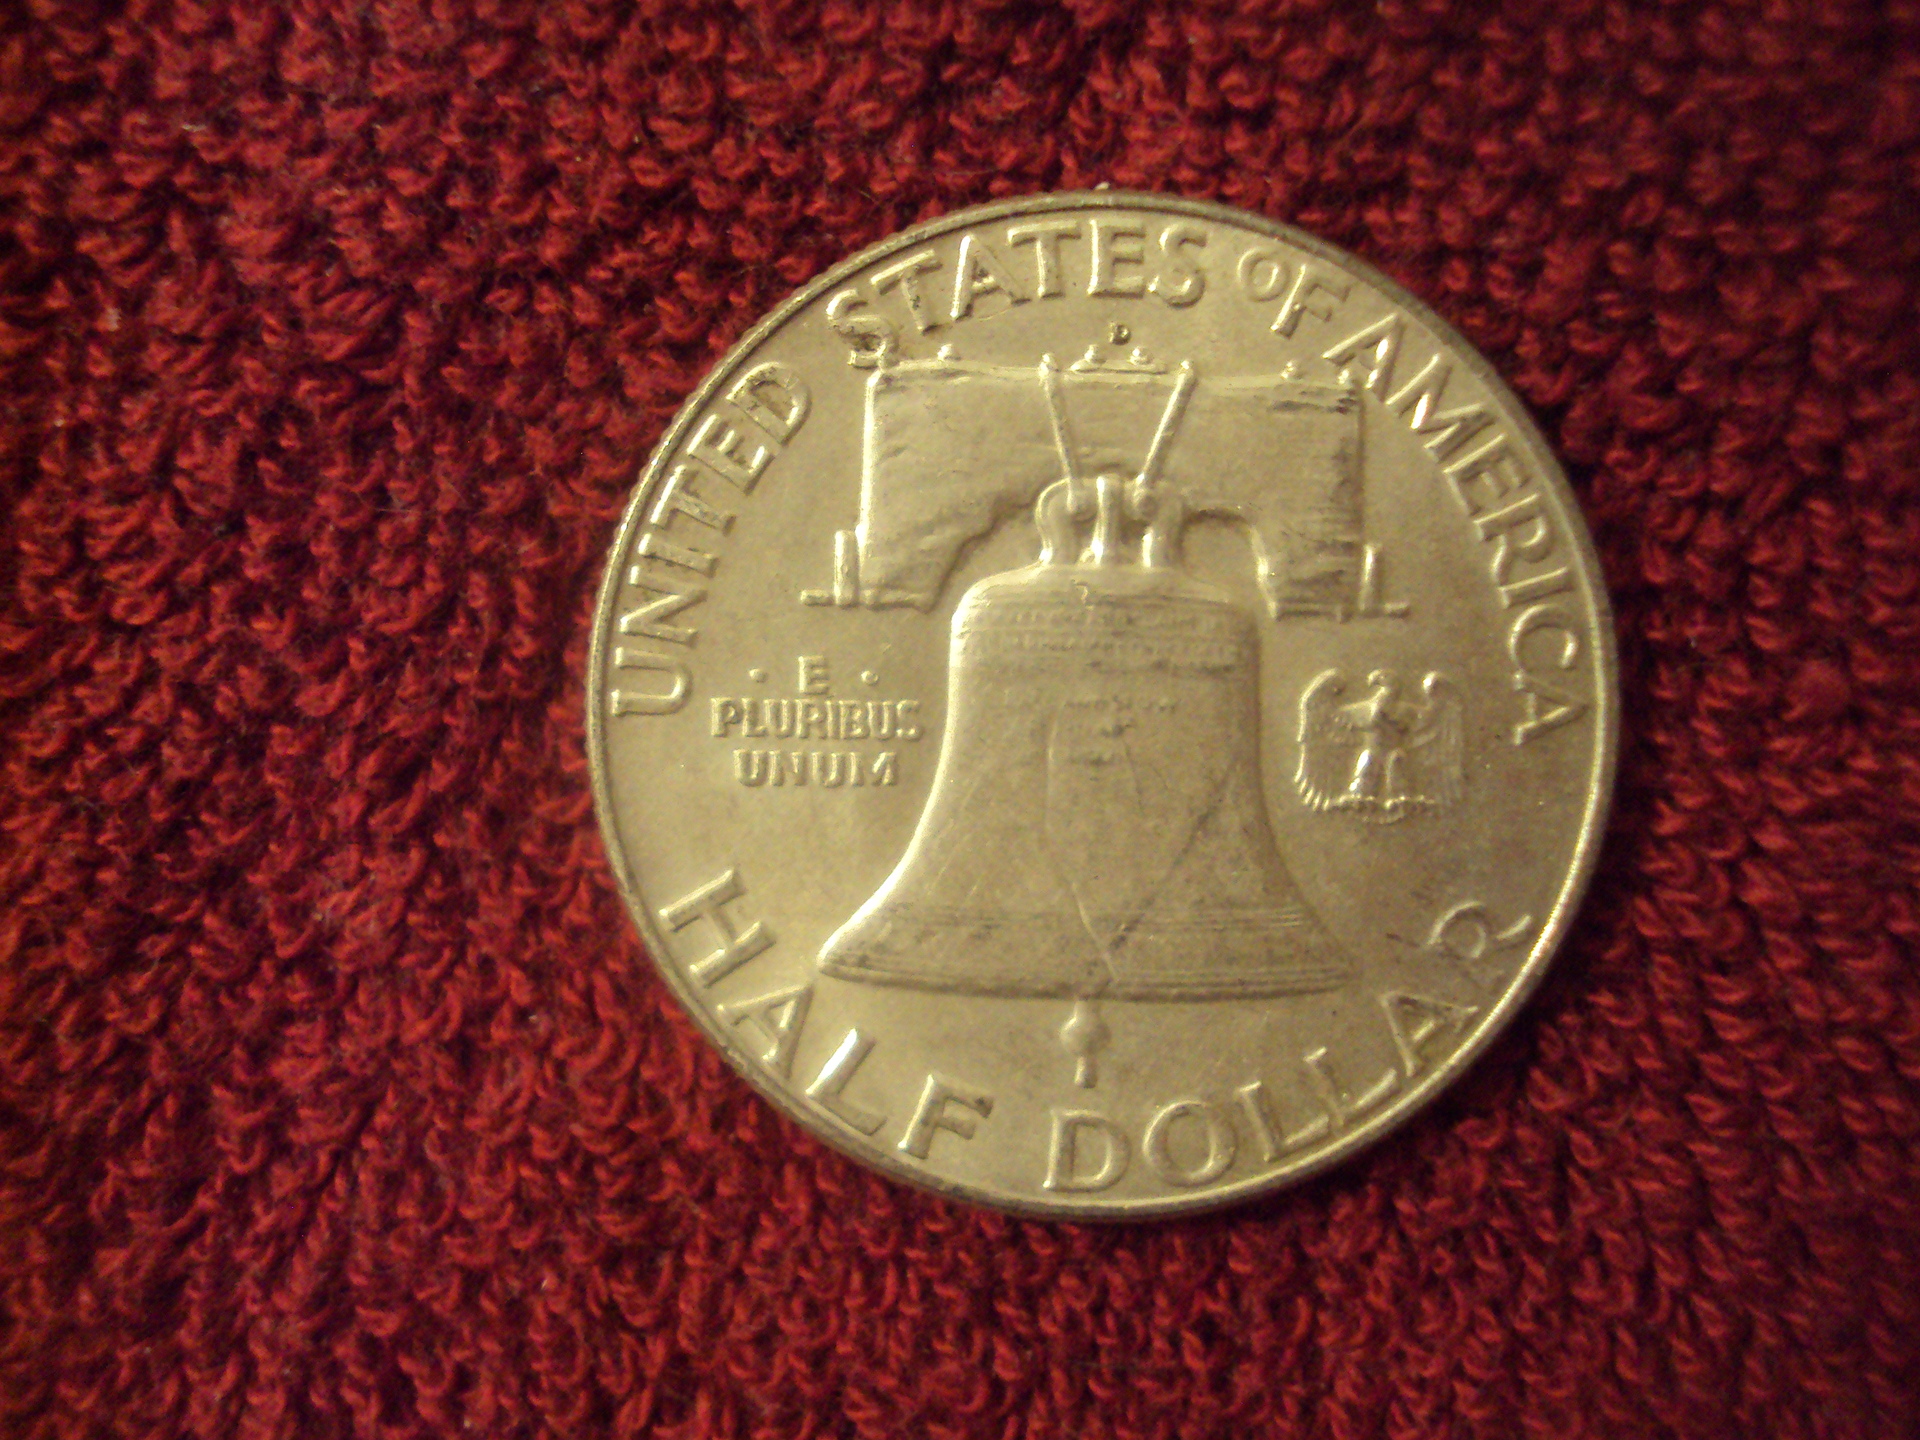 UNITED STATES OF AMERICA
D
· E ·
PLURIBUS
UNUM
HALF DOLLAR